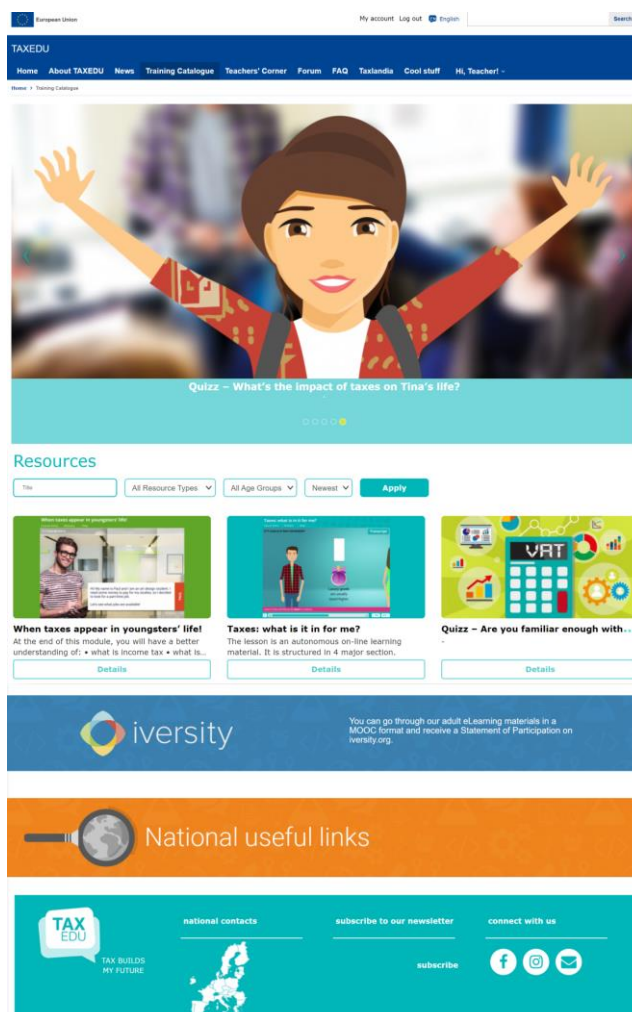 European Union
My account Log out English Search
TAXEDU
Home About TAXEDU News Training Catalogue Teachers' Corner Forum FAQ Taxlandia Cool stuff Hi, Teacher!
Home > Training Catalogue
Quizz – What's the impact of taxes on Tina's life?
Resources
Title All Resource Types All Age Groups Newest Apply
When taxes appear in youngsters' life!
Taxes: what is it in for me?
VAT
When taxes appear in youngsters' life!
At the end of this module, you will have a better
understanding of: • what is income tax • what is...
Details
Taxes: what is it in for me?
The lesson is an autonomous on-line learning
material. It is structured in 4 major section.
Details
Quizz – Are you familiar enough with...
-
Details
iversity
You can go through our adult eLearning materials in a
MOOC format and receive a Statement of Participation on
iversity.org.
National useful links
TAX
EDU
TAX BUILDS
MY FUTURE
national contacts
subscribe to our newsletter
subscribe
connect with us